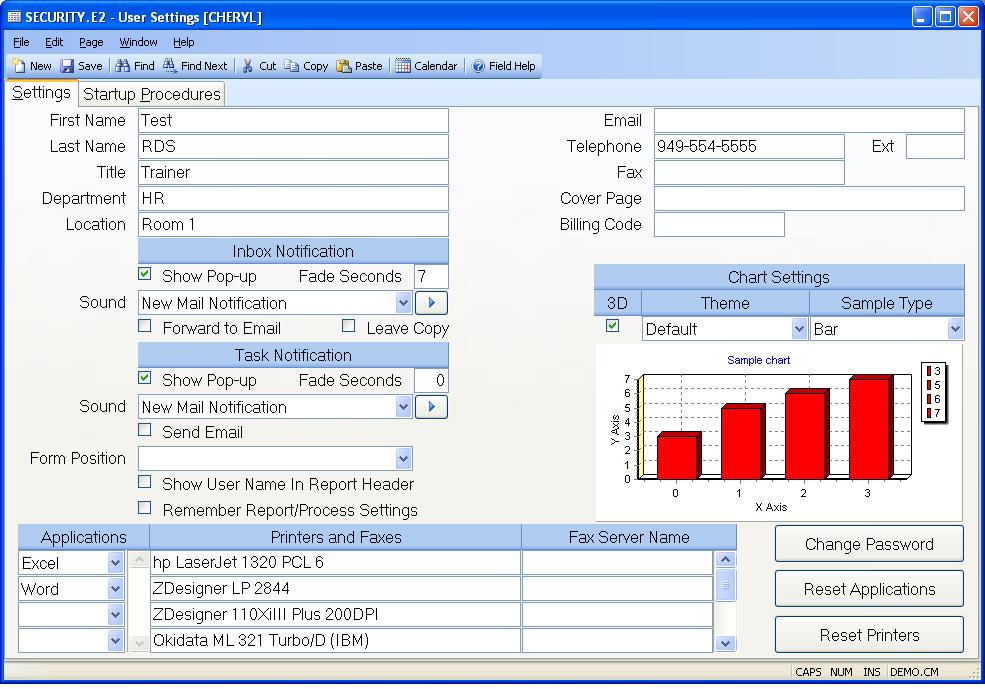 SECURITY.E2 - User Settings [CHERYL]
File Edit Page Window Help
New Save Find Find Next Cut Copy Paste Calendar Field Help
Settings Startup Procedures
First Name Test Email
Last Name RDS Telephone 949-554-5555 Ext
Title Trainer Fax
Department HR Cover Page
Location Room 1 Billing Code
Inbox Notification
Show Pop-up Fade Seconds 7
Sound New Mail Notification
Forward to Email Leave Copy
Task Notification
Show Pop-up Fade Seconds 0
Sound New Mail Notification
Send Email
Form Position
Show User Name In Report Header
Remember Report/Process Settings
Chart Settings
3D Theme Sample Type
Default Bar
Sample chart
7
6
5
4
3
2
1
0
Y Axis
0 1 2 3
X Axis
3
5
6
7
Applications Printers and Faxes Fax Server Name
Excel hp LaserJet 1320 PCL 6
Word ZDesigner LP 2844
ZDesigner 110XiIII Plus 200DPI
Okidata ML 321 Turbo/D (IBM)
Change Password
Reset Applications
Reset Printers
CAPS NUM INS DEMO.CM